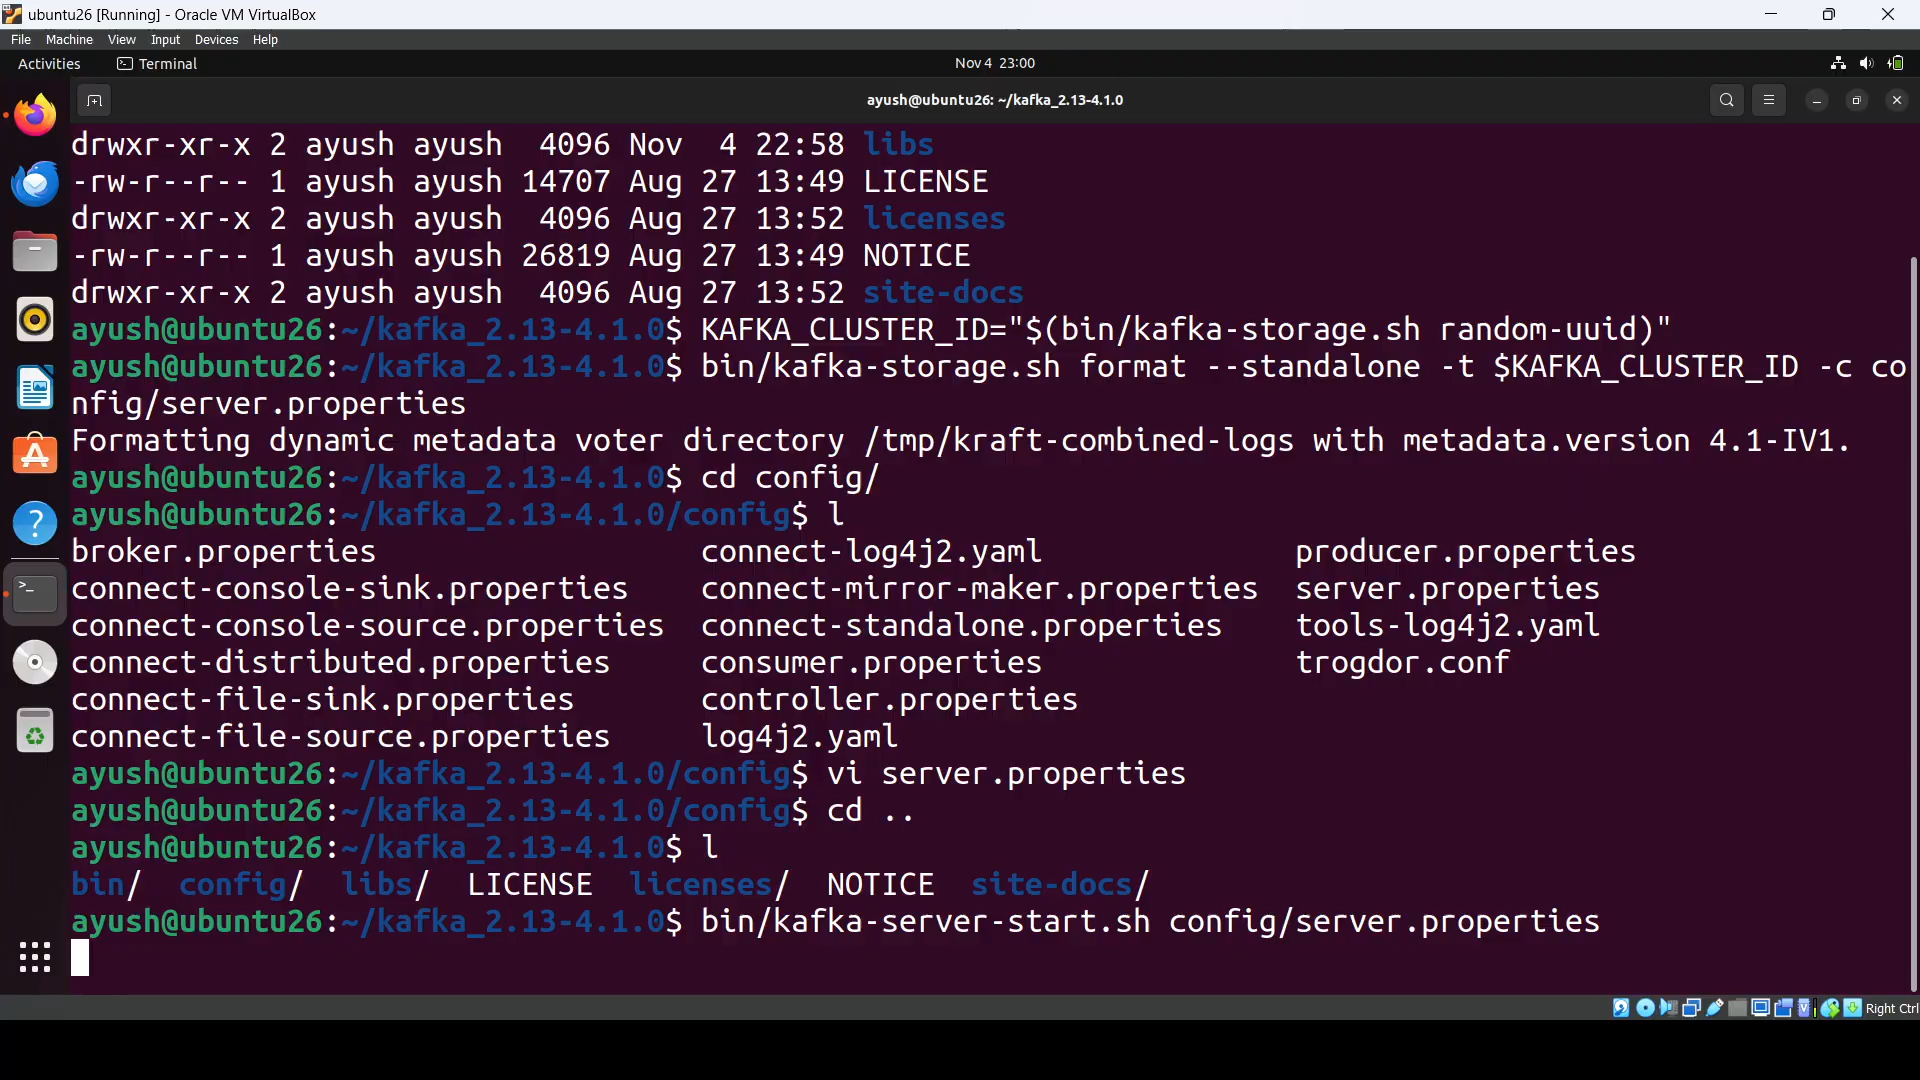 ubuntu26 [Running] - Oracle VM VirtualBox
File Machine View Input Devices Help
Activities Terminal Nov 4 23:00
ayush@ubuntu26: ~/kafka_2.13-4.1.0
drwxr-xr-x 2 ayush ayush  4096 Nov  4 22:58 libs
-rw-r--r-- 1 ayush ayush 14707 Aug 27 13:49 LICENSE
drwxr-xr-x 2 ayush ayush  4096 Aug 27 13:52 licenses
-rw-r--r-- 1 ayush ayush 26819 Aug 27 13:49 NOTICE
drwxr-xr-x 2 ayush ayush  4096 Aug 27 13:52 site-docs
ayush@ubuntu26:~/kafka_2.13-4.1.0$ KAFKA_CLUSTER_ID="$(bin/kafka-storage.sh random-uuid)"
ayush@ubuntu26:~/kafka_2.13-4.1.0$ bin/kafka-storage.sh format --standalone -t $KAFKA_CLUSTER_ID -c co
nfig/server.properties
Formatting dynamic metadata voter directory /tmp/kraft-combined-logs with metadata.version 4.1-IV1.
ayush@ubuntu26:~/kafka_2.13-4.1.0$ cd config/
ayush@ubuntu26:~/kafka_2.13-4.1.0/config$ l
broker.properties                  connect-log4j2.yaml              producer.properties
connect-console-sink.properties    connect-mirror-maker.properties  server.properties
connect-console-source.properties  connect-standalone.properties    tools-log4j2.yaml
connect-distributed.properties     consumer.properties              trogdor.conf
connect-file-sink.properties       controller.properties
connect-file-source.properties     log4j2.yaml
ayush@ubuntu26:~/kafka_2.13-4.1.0/config$ vi server.properties
ayush@ubuntu26:~/kafka_2.13-4.1.0/config$ cd ..
ayush@ubuntu26:~/kafka_2.13-4.1.0$ l
bin/  config/  libs/  LICENSE  licenses/  NOTICE  site-docs/
ayush@ubuntu26:~/kafka_2.13-4.1.0$ bin/kafka-server-start.sh config/server.properties
Right Ctrl